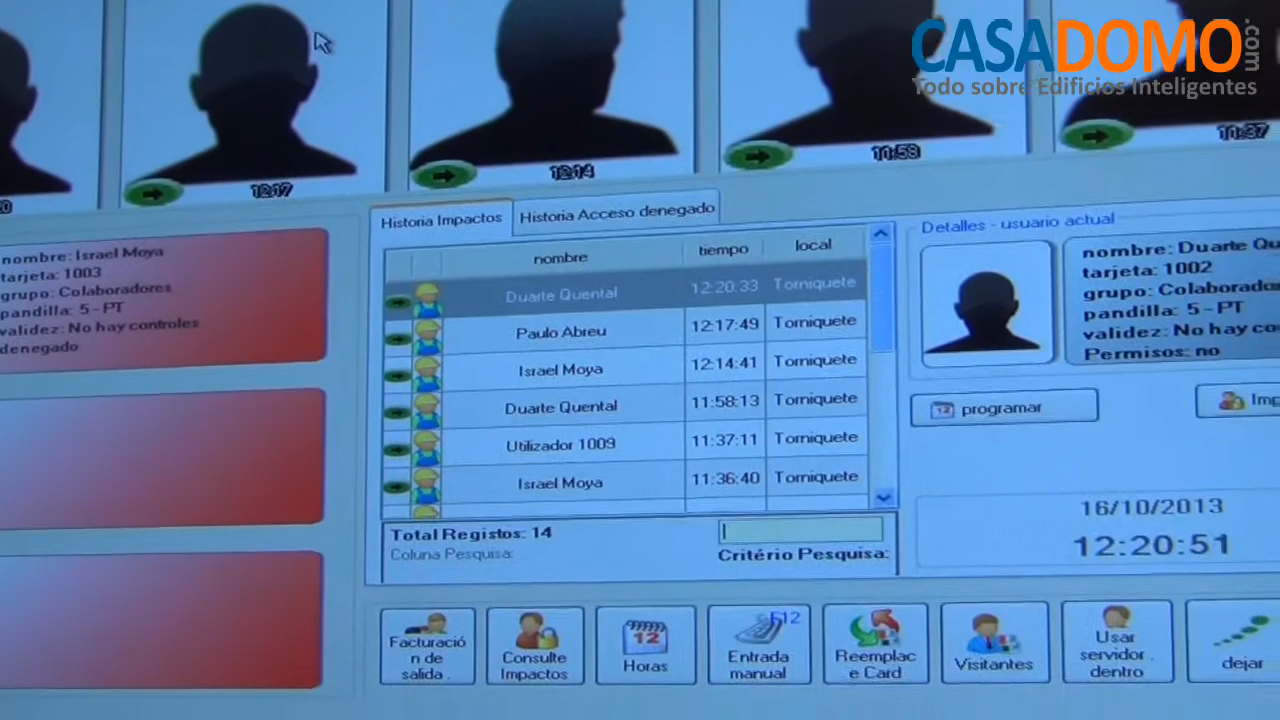 CASADOMO.com
Todo sobre Edificios Inteligentes
12:17
12:14
10:37
nombre: Israel Moya
tarjeta: 1003
grupo: Colaboradores
pandilla: 5 - PT
validez: No hay controles
denegado
Historia Impactos
Historia Acceso denegado
nombre tiempo local
Duarte Quental 12:20:33 Torniquete
Paulo Abreu 12:17:49 Torniquete
Israel Moya 12:14:41 Torniquete
Duarte Quental 11:58:13 Torniquete
Utilizador 1009 11:37:11 Torniquete
Israel Moya 11:36:40 Torniquete
Total Registos: 14
Coluna Pesquisa:
Critério Pesquisa:
Detalles - usuario actual
nombre: Duarte Qu
tarjeta: 1002
grupo: Colaborado
pandilla: 5 - PT
validez: No hay co
Permisos: no
12 programar
Imp
16/10/2013
12:20:51
Facturació
n de
salida .
Consulte
Impactos
12
Horas
F12
Entrada
manual
Reemplac
e Card
Visitantes
Usar
servidor .
dentro
dejar